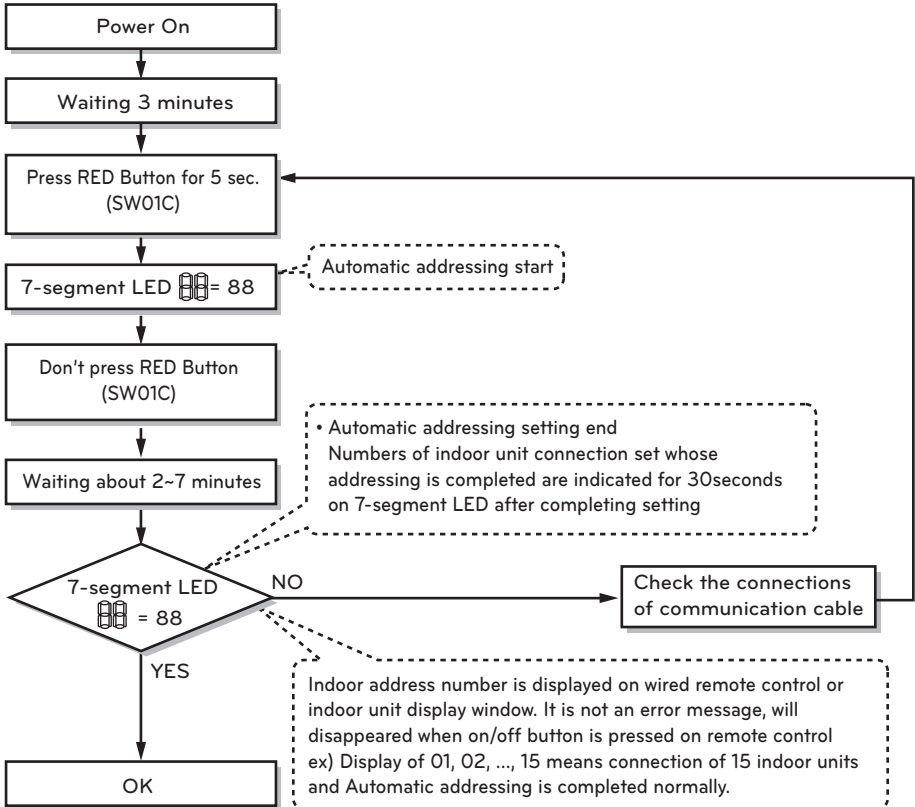 Power On
Waiting 3 minutes
Press RED Button for 5 sec.
(SW01C)
7-segment LED 88= 88
Automatic addressing start
Don't press RED Button
(SW01C)
• Automatic addressing setting end
Numbers of indoor unit connection set whose
addressing is completed are indicated for 30seconds
on 7-segment LED after completing setting
Waiting about 2~7 minutes
7-segment LED
88 = 88
NO
Check the connections
of communication cable
YES
Indoor address number is displayed on wired remote control or
indoor unit display window. It is not an error message, will
disappeared when on/off button is pressed on remote control
ex) Display of 01, 02, ..., 15 means connection of 15 indoor units
and Automatic addressing is completed normally.
OK